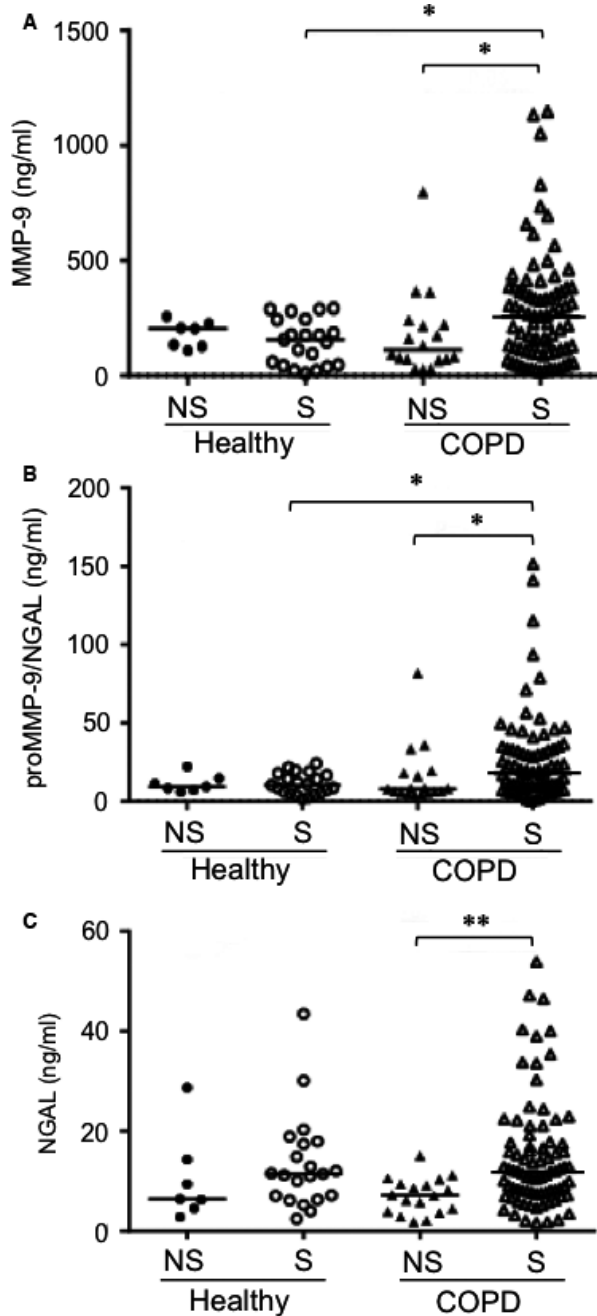 A
1500
1000
500
0
MMP-9 (ng/ml)
*
*
NS S NS S
Healthy COPD
B
200
150
100
50
0
proMMP-9/NGAL (ng/ml)
*
*
NS S NS S
Healthy COPD
C
60
40
20
0
NGAL (ng/ml)
**
NS S NS S
Healthy COPD